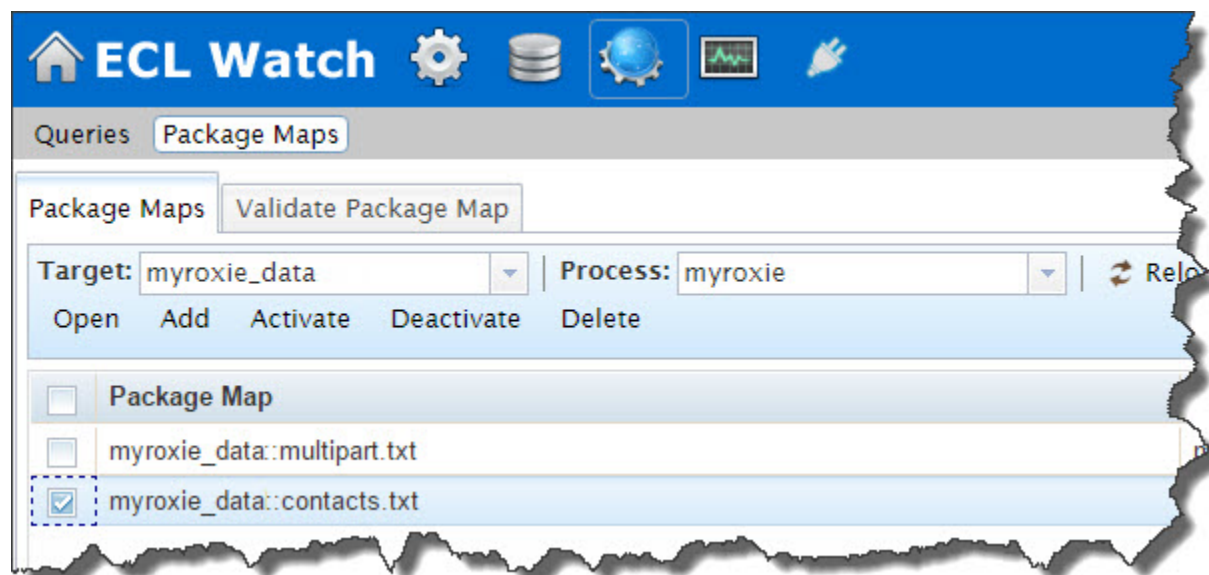 ECL Watch
Queries Package Maps
Package Maps Validate Package Map
Target: myroxie_data Process: myroxie
Open Add Activate Deactivate Delete
Package Map
myroxie_data::multipart.txt
myroxie_data::contacts.txt